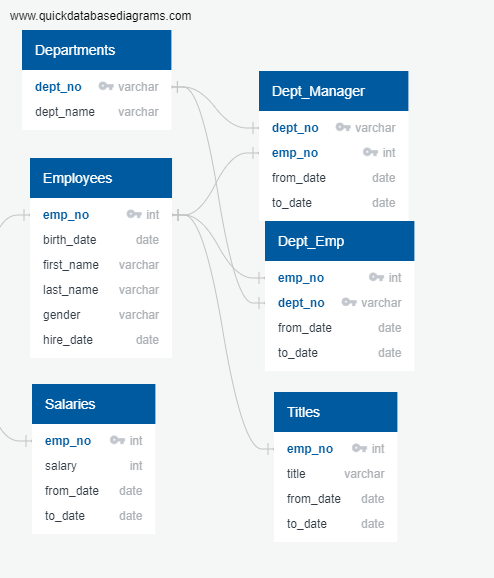 www.quickdatabasediagrams.com
Departments
dept_no varchar
dept_name varchar
Dept_Manager
dept_no varchar
emp_no int
from_date date
to_date date
Employees
emp_no int
birth_date date
first_name varchar
last_name varchar
gender varchar
hire_date date
Dept_Emp
emp_no int
dept_no varchar
from_date date
to_date date
Salaries
emp_no int
salary int
from_date date
to_date date
Titles
emp_no int
title varchar
from_date date
to_date date